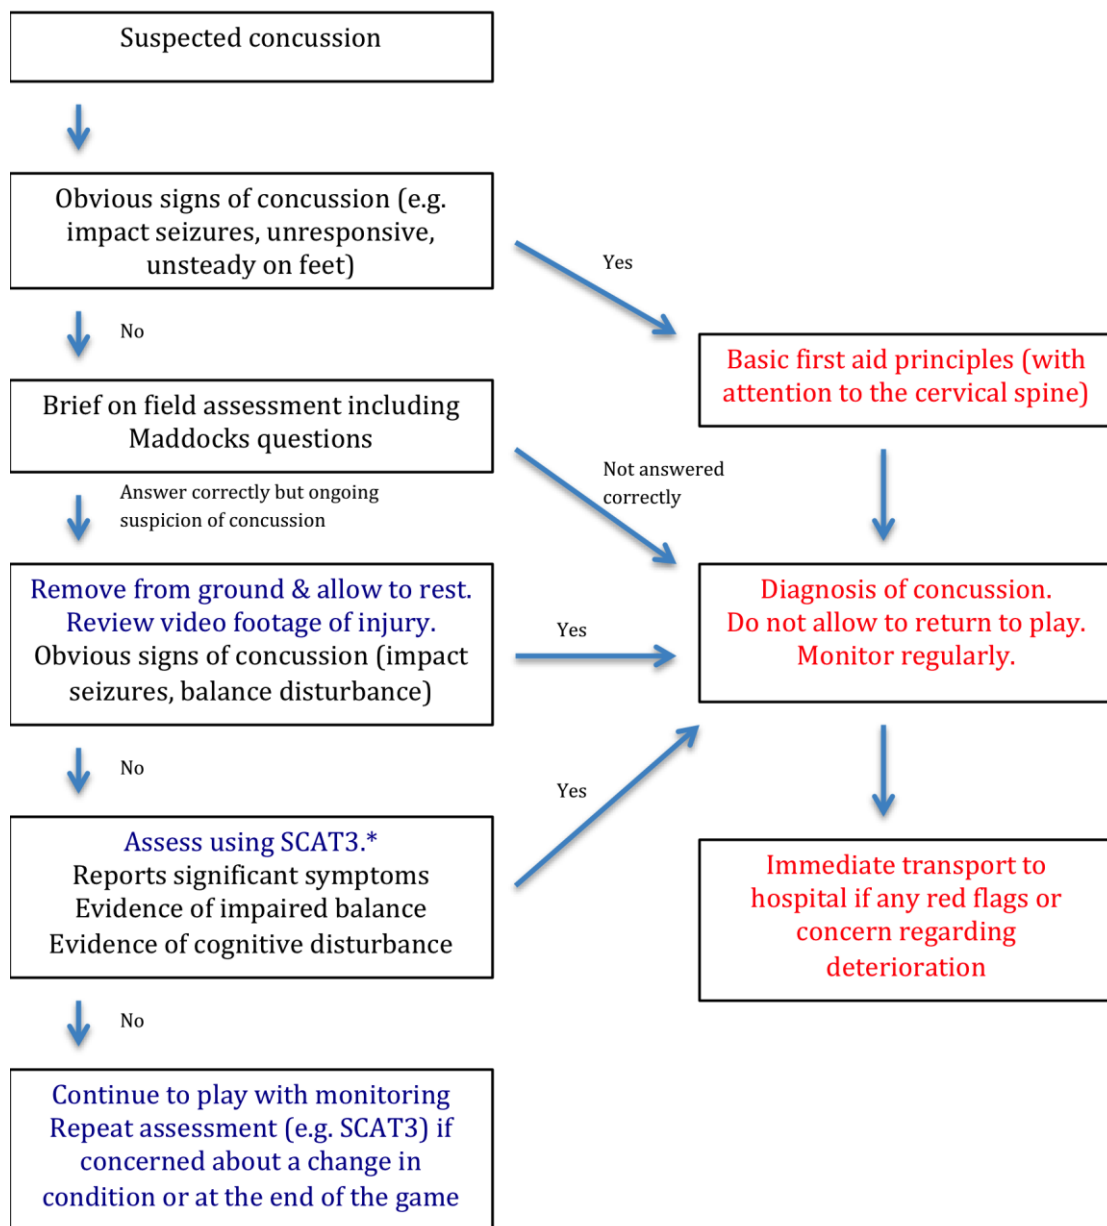 Suspected concussion
Obvious signs of concussion (e.g.
impact seizures, unresponsive,
unsteady on feet)
Yes
No
Basic first aid principles (with
attention to the cervical spine)
Brief on field assessment including
Maddocks questions
Not answered
correctly
Answer correctly but ongoing
suspicion of concussion
Remove from ground & allow to rest.
Review video footage of injury.
Obvious signs of concussion (impact
seizures, balance disturbance)
Yes
Diagnosis of concussion.
Do not allow to return to play.
Monitor regularly.
No
Yes
Assess using SCAT3.*
Reports significant symptoms
Evidence of impaired balance
Evidence of cognitive disturbance
Immediate transport to
hospital if any red flags or
concern regarding
deterioration
No
Continue to play with monitoring
Repeat assessment (e.g. SCAT3) if
concerned about a change in
condition or at the end of the game